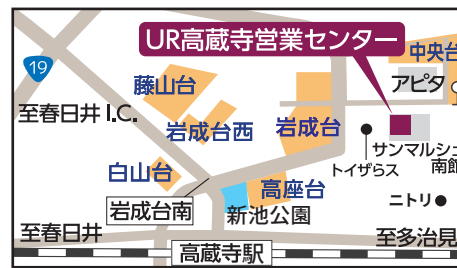 UR高蔵寺営業センター
19
中央台
アピタ
藤山台
至春日井I.C.
岩成台西
岩成台
サンマルシェ
南館
トイザらス
白山台
高座台
ニトリ
岩成台南
新池公園
至春日井
至多治見
高蔵寺駅